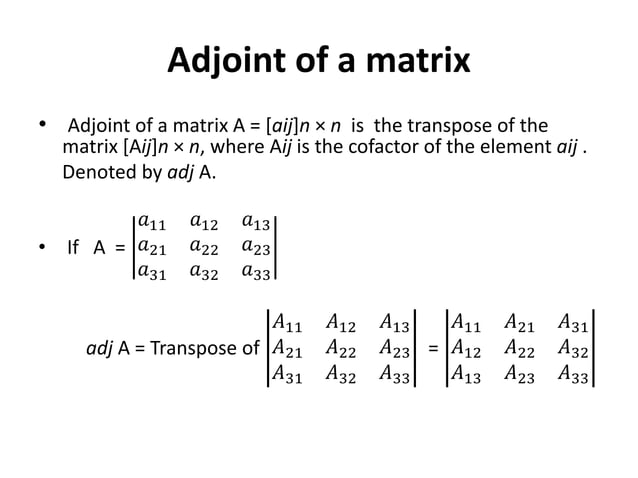 Adjoint of a matrix
• Adjoint of a matrix A = [aij]n × n is the transpose of the
matrix [Aij]n × n, where Aij is the cofactor of the element aij .
Denoted by adj A.
• If A = |a₁₁ a₁₂ a₁₃|
|a₂₁ a₂₂ a₂₃|
|a₃₁ a₃₂ a₃₃|
adj A = Transpose of |A₁₁ A₁₂ A₁₃| = |A₁₁ A₂₁ A₃₁|
|A₂₁ A₂₂ A₂₃| |A₁₂ A₂₂ A₃₂|
|A₃₁ A₃₂ A₃₃| |A₁₃ A₂₃ A₃₃|